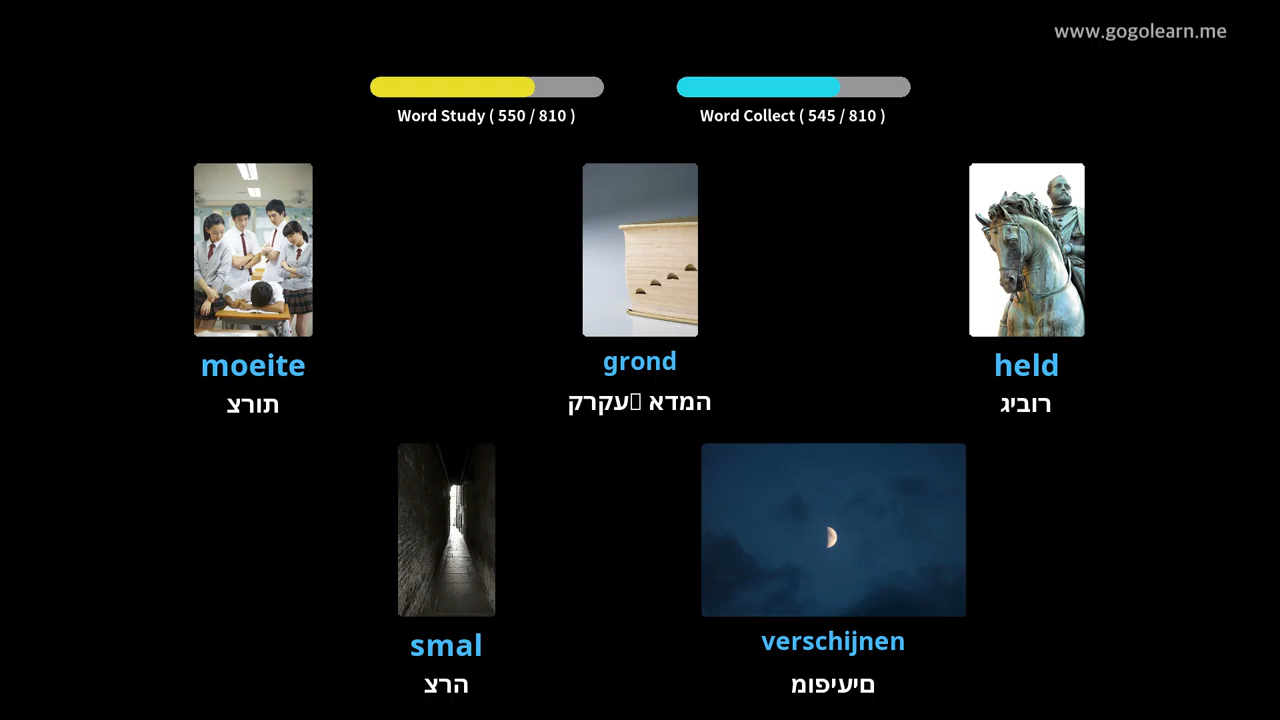 www.gogolearn.me
Word Study ( 550 / 810 )
Word Collect ( 545 / 810 )
moeite
תורצ
grond
המדא עקרק
held
רוביג
smal
הרצ
verschijnen
םיעיפומ